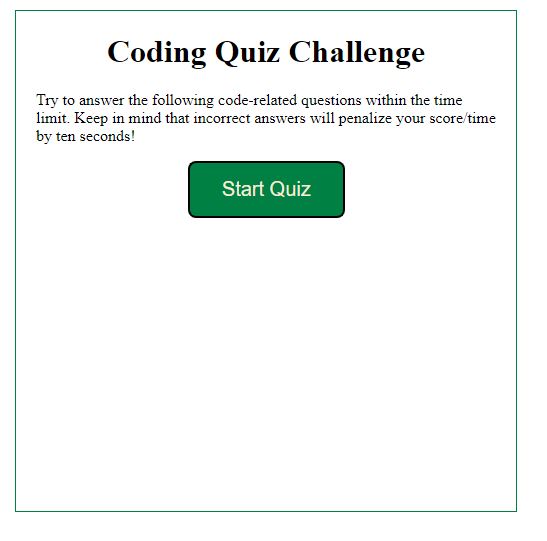 Coding Quiz Challenge
Try to answer the following code-related questions within the time
limit. Keep in mind that incorrect answers will penalize your score/time
by ten seconds!
Start Quiz